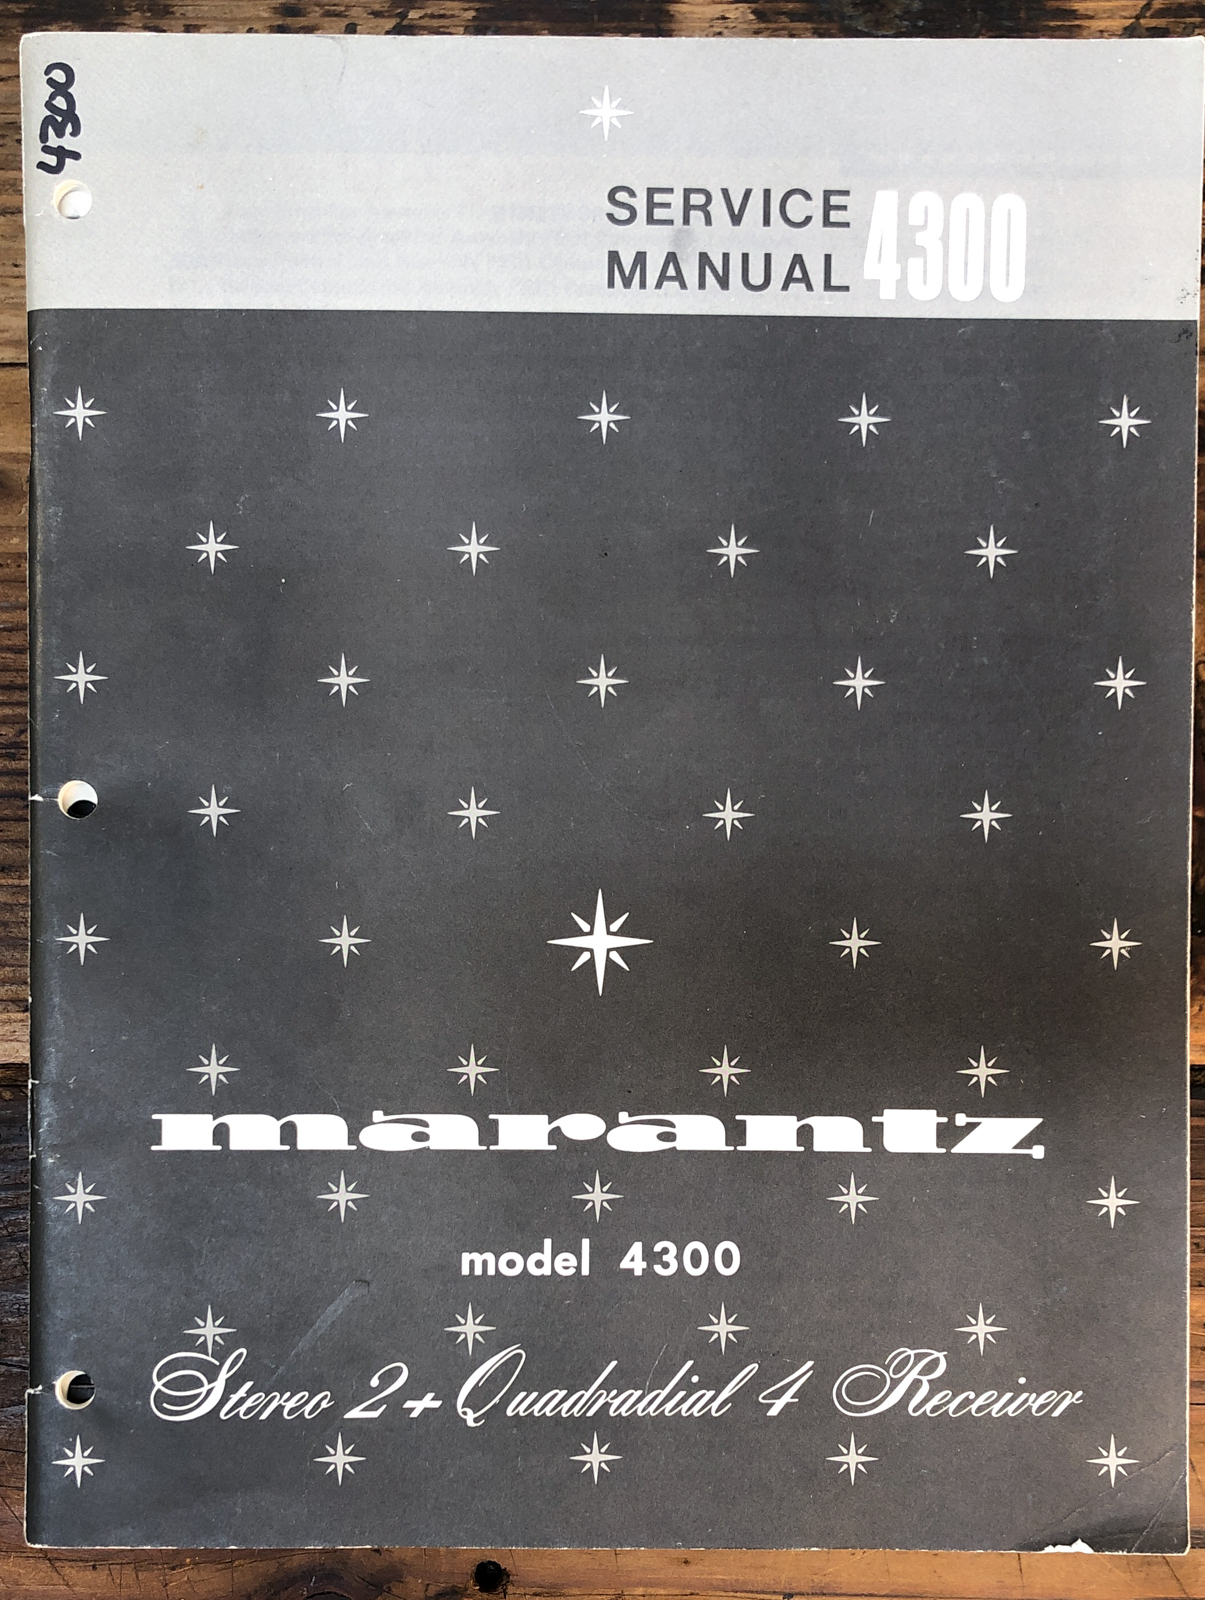 4300
SERVICE
MANUAL 4300
marantz
model 4300
Stereo 2+Quadradial 4 Receiver